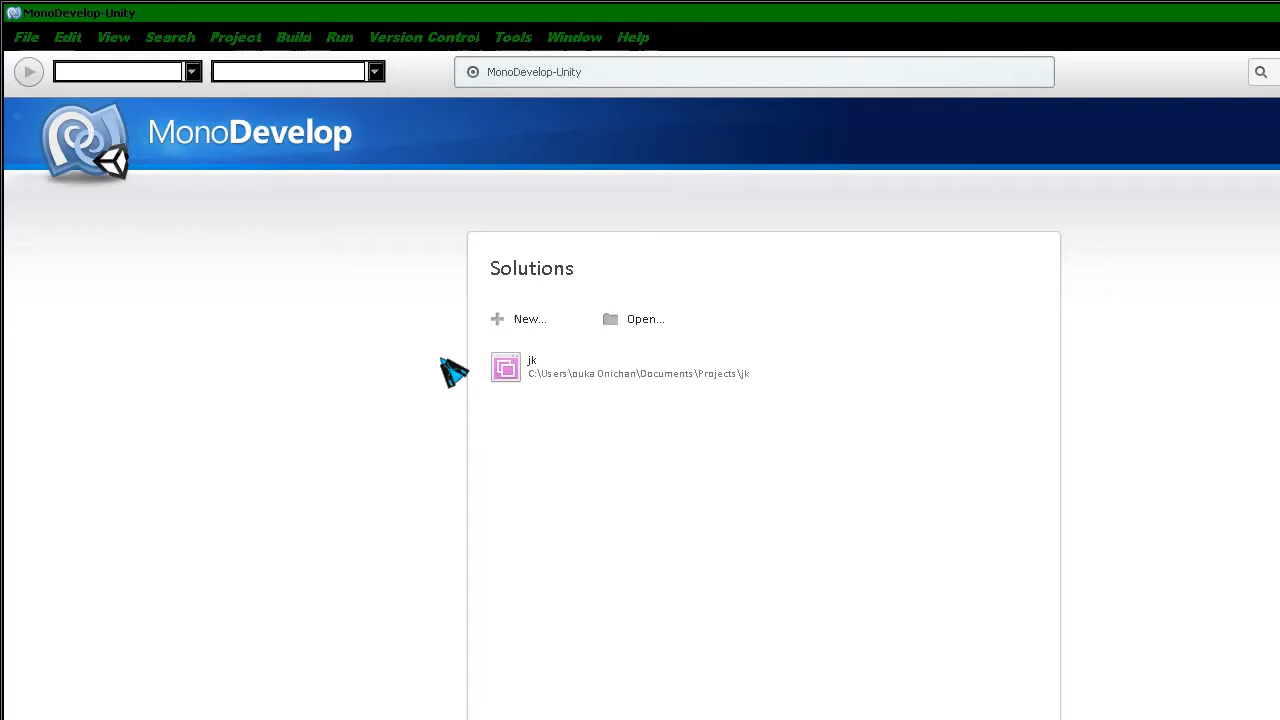 MonoDevelop-Unity
File Edit View Search Project Build Run Version Control Tools Window Help
MonoDevelop-Unity
MonoDevelop
Solutions
New... Open...
jk
C:\Users\ouka Onichan\Documents\Projects\jk